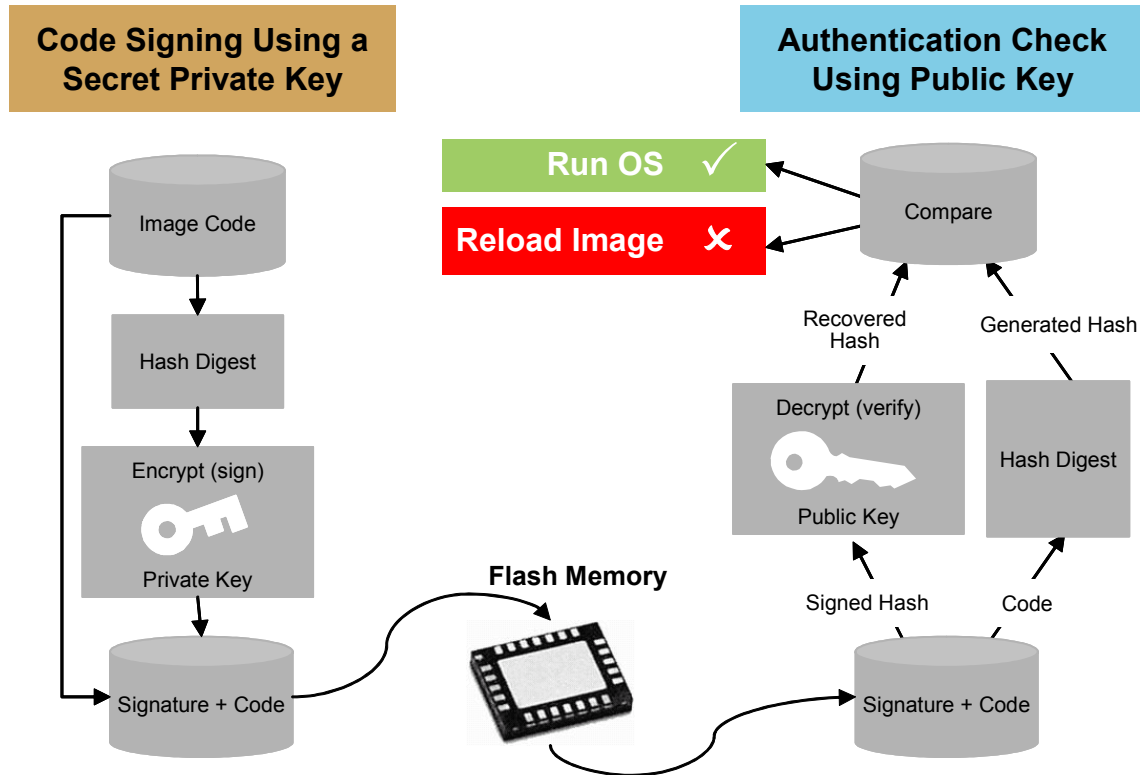 Code Signing Using a
Secret Private Key
Authentication Check
Using Public Key
Image Code
Hash Digest
Encrypt (sign)
Private Key
Signature + Code
Flash Memory
Run OS ✓
Reload Image ✗
Compare
Recovered
Hash
Generated Hash
Decrypt (verify)
Public Key
Hash Digest
Signed Hash
Code
Signature + Code